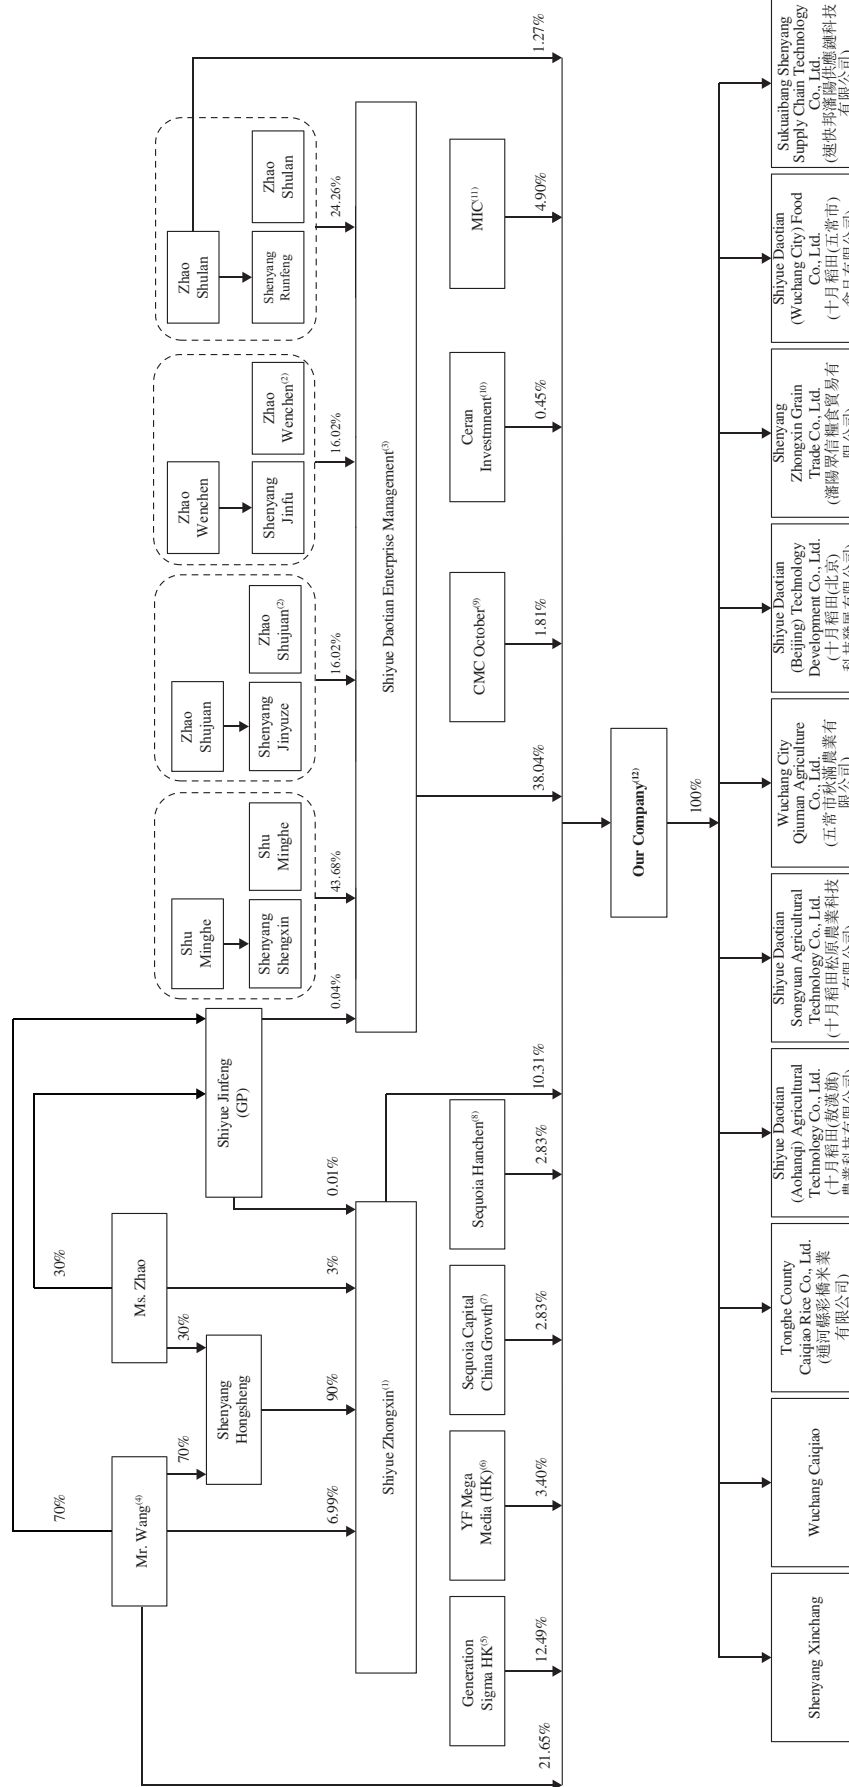 70%
30%
Mr. Wang(4)
Ms. Zhao
70%
30%
Shu
Minghe
Zhao
Shujuan
Zhao
Wenchen
Zhao
Shulan
Shenyang
Hongsheng
Shiyue Jinfeng
(GP)
Shenyang
Shengxin
Shu
Minghe
Shenyang
Jinyuze
Zhao
Shujuan(2)
Shenyang
Jinfu
Zhao
Wenchen(2)
Shenyang
Runfeng
Zhao
Shulan
6.99%
90%
3%
0.01%
0.04%
43.68%
16.02%
16.02%
24.26%
Shiyue Zhongxin(1)
Shiyue Daotian Enterprise Management(3)
Generation
Sigma HK(5)
YF Mega
Media (HK)(6)
Sequoia Capital
China Growth(7)
Sequoia Hanchen(8)
CMC October(9)
Ceran
Investmnent(10)
MIC(11)
21.65%
12.49%
3.40%
2.83%
2.83%
10.31%
38.04%
1.81%
0.45%
4.90%
1.27%
Our Company(12)
100%
Shenyang Xinchang
Wuchang Caiqiao
Tonghe County
Caiqiao Rice Co., Ltd.
(通河縣彩橋米業
有限公司)
Shiyue Daotian
(Aohanqi) Agricultural
Technology Co., Ltd.
(十月稻田(敖漢旗)
農業科技有限公司)
Shiyue Daotian
Songyuan Agricultural
Technology Co., Ltd.
(十月稻田松原農業科技
有限公司)
Wuchang City
Qiuman Agriculture
Co., Ltd.
(五常市秋滿農業有
限公司)
Shiyue Daotian
(Beijing) Technology
Development Co., Ltd.
(十月稻田(北京)
科技發展有限公司)
Shenyang
Zhongxin Grain
Trade Co., Ltd.
(瀋陽眾信糧食貿易有
限公司)
Shiyue Daotian
(Wuchang City) Food
Co., Ltd.
(十月稻田(五常市)
食品有限公司)
Sukuaibang Shenyang
Supply Chain Technology
Co., Ltd.
(速快邦瀋陽供應鏈科技
有限公司)